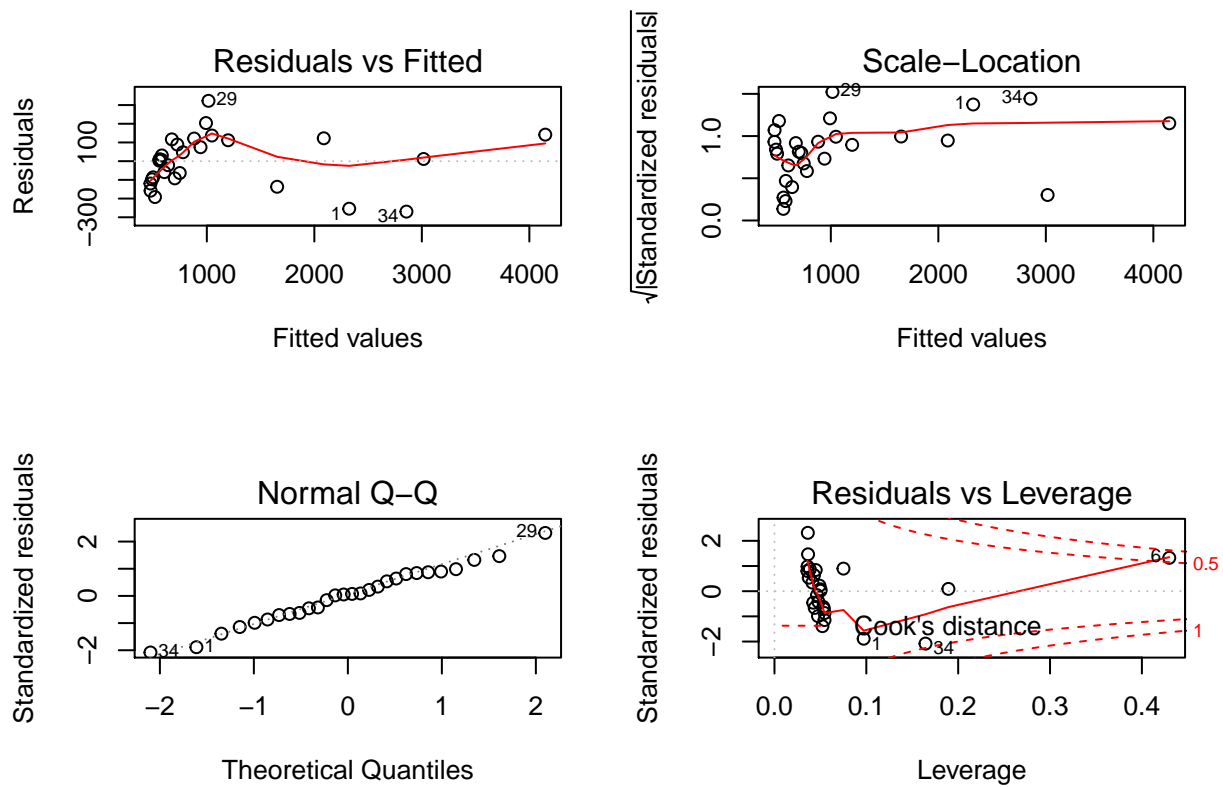 Residuals vs Fitted
Residuals
100
−300
29
1
34
1000 2000 3000 4000
Fitted values
Scale−Location
√|Standardized residuals|
1.0
0.0
29
1
34
1000 2000 3000 4000
Fitted values
Normal Q−Q
Standardized residuals
2
0
−2
29
34
1
−2 −1 0 1 2
Theoretical Quantiles
Residuals vs Leverage
Standardized residuals
2
0
−2
6
0.5
1
Cook's distance
1
34
0.0 0.1 0.2 0.3 0.4
Leverage